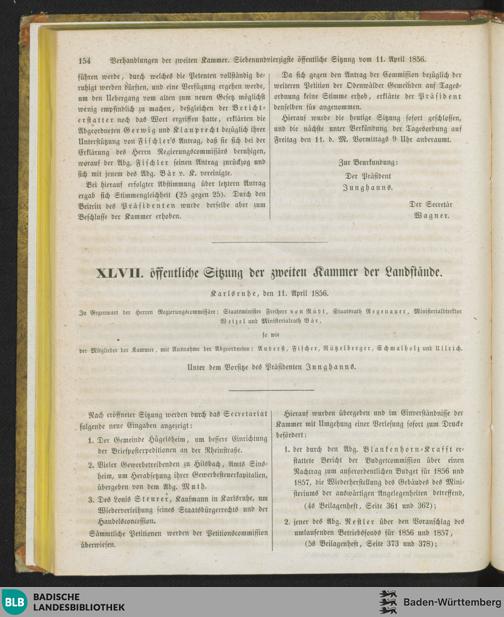 154 Verhandlungen der zweiten Kammer. Siebenundvierzigste öffentliche Sitzung vom 11. April 1856.
führen werde, durch welches die Petenten vollständig be-
ruhigt werden dürften, und eine Verfügung ergehen werde,
um den Uebergang vom alten zum neuen Gesetz möglichst
wenig empfindlich zu machen, deßgleichen der Bericht-
erstatter noch das Wort ergriffen hatte, erklärten die
Abgeordneten Gerwig und Klauprecht bezüglich ihrer
Unterstützung von Fischler's Antrag, daß sie sich bei der
Erklärung des Herrn Regierungscommissärs beruhigen,
worauf der Abg. Fischler seinen Antrag zurückzog und
sich mit jenem des Abg. Bär v. K. vereinigte.
Bei hierauf erfolgter Abstimmung über letztern Antrag
ergab sich Stimmengleichheit (25 gegen 25). Durch den
Beitritt des Präsidenten wurde derselbe aber zum
Beschlusse der Kammer erhoben.
Da sich gegen den Antrag der Commission bezüglich der
weiteren Petition der Odenwälder Gemeinden auf Tages-
ordnung keine Stimme erhob, erklärte der Präsident
denselben für angenommen.
Hierauf wurde die heutige Sitzung sofort geschlossen,
und die nächste unter Verkündung der Tagesordnung auf
Freitag den 11. d. M. Vormittags 9 Uhr anberaumt.
Zur Beurkundung:
Der Präsident
Junghanns.
Der Secretär
Wagner.
XLVII. öffentliche Sitzung der zweiten Kammer der Landstände.
Karlsruhe, den 11. April 1856.
In Gegenwart der Herren Regierungscommissäre: Staatsminister Freiherr von Rüdt, Staatsrath Regenauer, Ministerialdirektor
Weizel und Ministerialrath Bär,
so wie
der Mitglieder der Kammer, mit Ausnahme der Abgeordneten: Fischer, Rüttelberger, Schmalholz und Ullrich.
Unter dem Vorsitze des Präsidenten Junghanns.
Nach eröffneter Sitzung werden durch das Secretariat
folgende neue Eingaben angezeigt:
1. Der Gemeinde Hügelsheim, um bessere Einrichtung
der Briefposterpeditionen an der Rheinstraße.
2. Vieler Gewerbetreibenden zu Hilsbach, Amts Sins-
heim, um Herabsetzung ihrer Gewerbesteuerkapitalien,
übergeben von dem Abg. Muth.
3. Des Louis Steurer, Kaufmann in Karlsruhe, um
Wiederverleihung seines Staatsbürgerrechts und der
Handelsconcession.
Sämmtliche Petitionen werden der Petitionscommission
überwiesen.
Hierauf wurden übergeben und im Einverständnisse der
Kammer mit Umgehung einer Verlesung sofort zum Drucke
befördert:
1. der durch den Abg. Blankenhorn-Krafft er-
stattete Bericht der Budgetcommission über einen
Nachtrag zum außerordentlichen Budget für 1856 und
1857, die Wiederherstellung des Gebäudes des Mini-
steriums der auswärtigen Angelegenheiten betreffend,
(4s Beilagenheft, Seite 361 und 362);
2. jener des Abg. Restler über den Voranschlag des
umlaufenden Betriebsfonds für 1856 und 1857,
(5s Beilagenheft, Seite 373 und 378);
BLB BADISCHE
LANDESBIBLIOTHEK
Baden-Württemberg